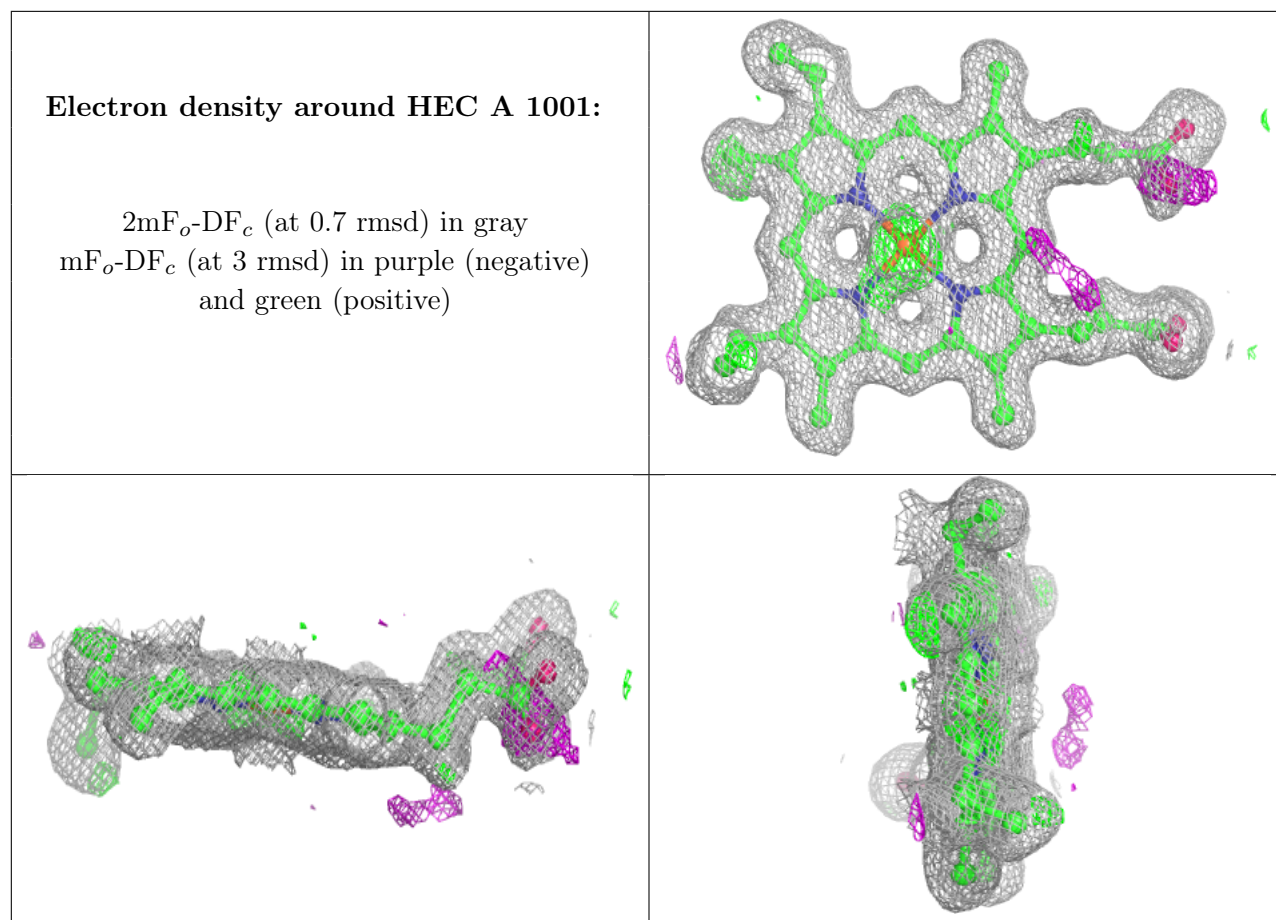 Electron density around HEC A 1001:
2mFo-DFc (at 0.7 rmsd) in gray
mFo-DFc (at 3 rmsd) in purple (negative)
and green (positive)